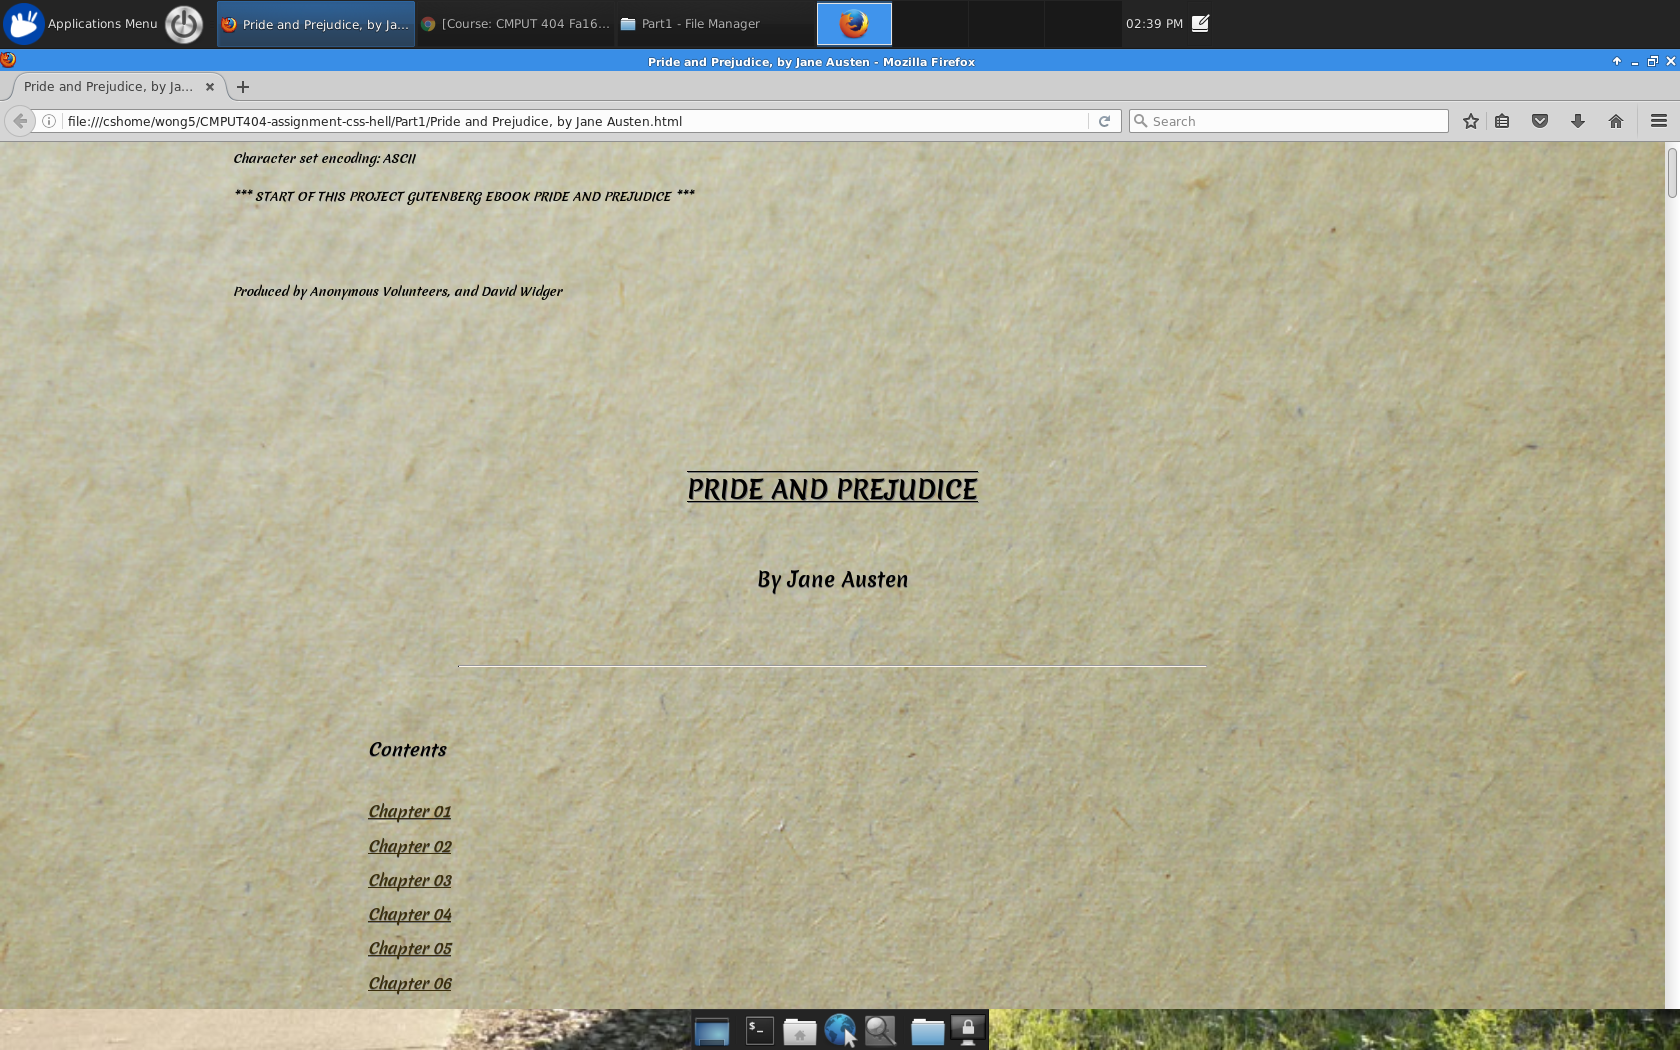 Applications Menu
Pride and Prejudice, by Ja...
[Course: CMPUT 404 Fa16...
Part1 - File Manager
02:39 PM
Pride and Prejudice, by Jane Austen - Mozilla Firefox
Pride and Prejudice, by Ja...
file:///cshome/wong5/CMPUT404-assignment-css-hell/Part1/Pride and Prejudice, by Jane Austen.html
Search
Character set encoding: ASCII
*** START OF THIS PROJECT GUTENBERG EBOOK PRIDE AND PREJUDICE ***
Produced by Anonymous Volunteers, and David Widger
PRIDE AND PREJUDICE
By Jane Austen
Contents
Chapter 01
Chapter 02
Chapter 03
Chapter 04
Chapter 05
Chapter 06
$_